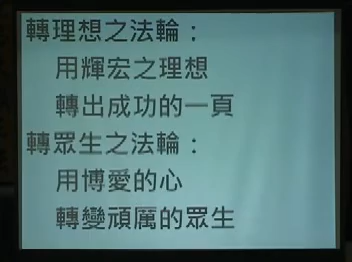 轉理想之法輪：
用輝宏之理想
轉出成功的一頁
轉眾生之法輪：
用博愛的心
轉變頑厲的眾生